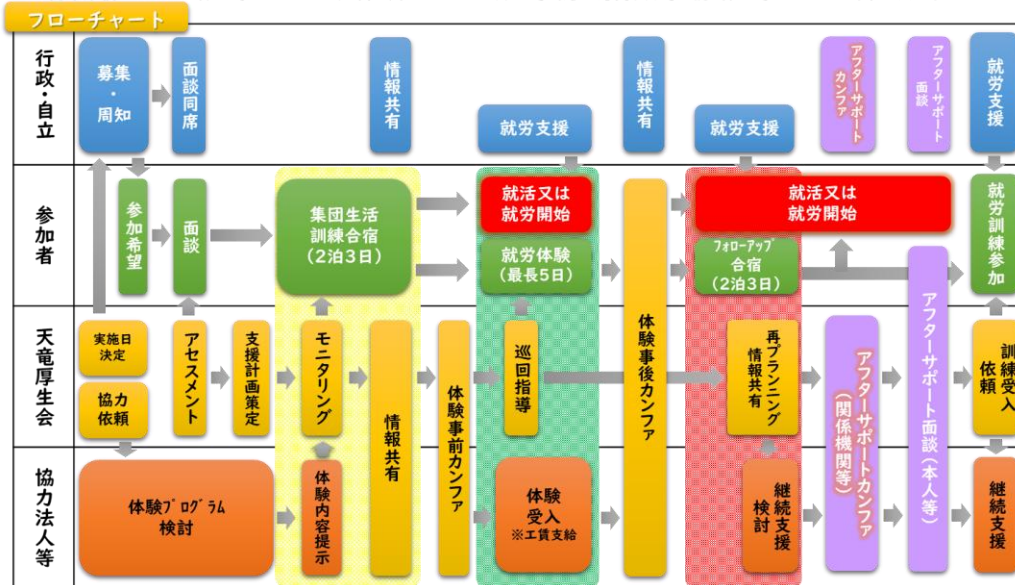 フローチャート
行政・自立
募集
・
周知
面談同席
情報共有
就労支援
情報共有
就労支援
アフターサポート
カンファ
アフターサポート
面談
就労支援
参加者
参加希望
面談
集団生活
訓練合宿
(2泊3日)
就活又は
就労開始
就労体験
(最長5日)
体験事後カンファ
就活又は
就労開始
フォローアップ
合宿
(2泊3日)
就労訓練参加
天竜厚生会
実施日
決定
協力
依頼
アセスメント
支援計画策定
モニタリング
情報共有
体験事前カンファ
巡回指導
再プランニング
情報共有
アフターサポートカンファ
(関係機関等)
アフターサポート面談(本人等)
訓練受入
依頼
協力法人等
体験プログラム
検討
体験内容提示
体験
受入
※工賃支給
継続支援
検討
継続支援